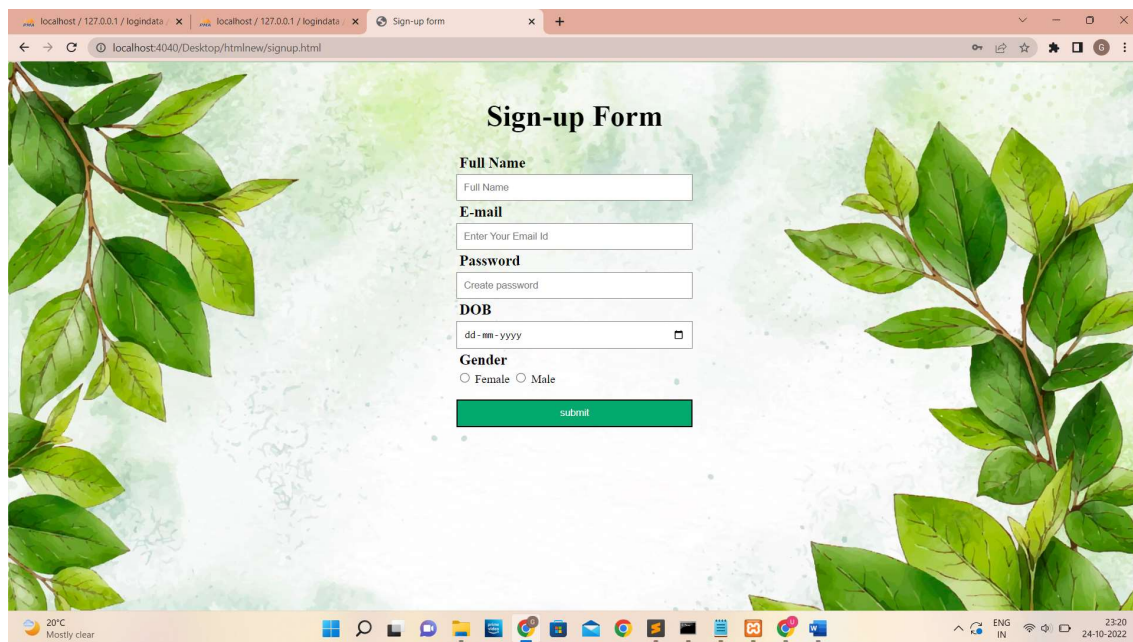 localhost / 127.0.0.1 / logindata /
localhost / 127.0.0.1 / logindata /
Sign-up form
localhost:4040/Desktop/htmlnew/signup.html
G
Sign-up Form
Full Name
Full Name
E-mail
Enter Your Email Id
Password
Create password
DOB
dd-mm-yyyy
Gender
Female Male
submit
20°C
Mostly clear
ENG
IN
23:20
24-10-2022